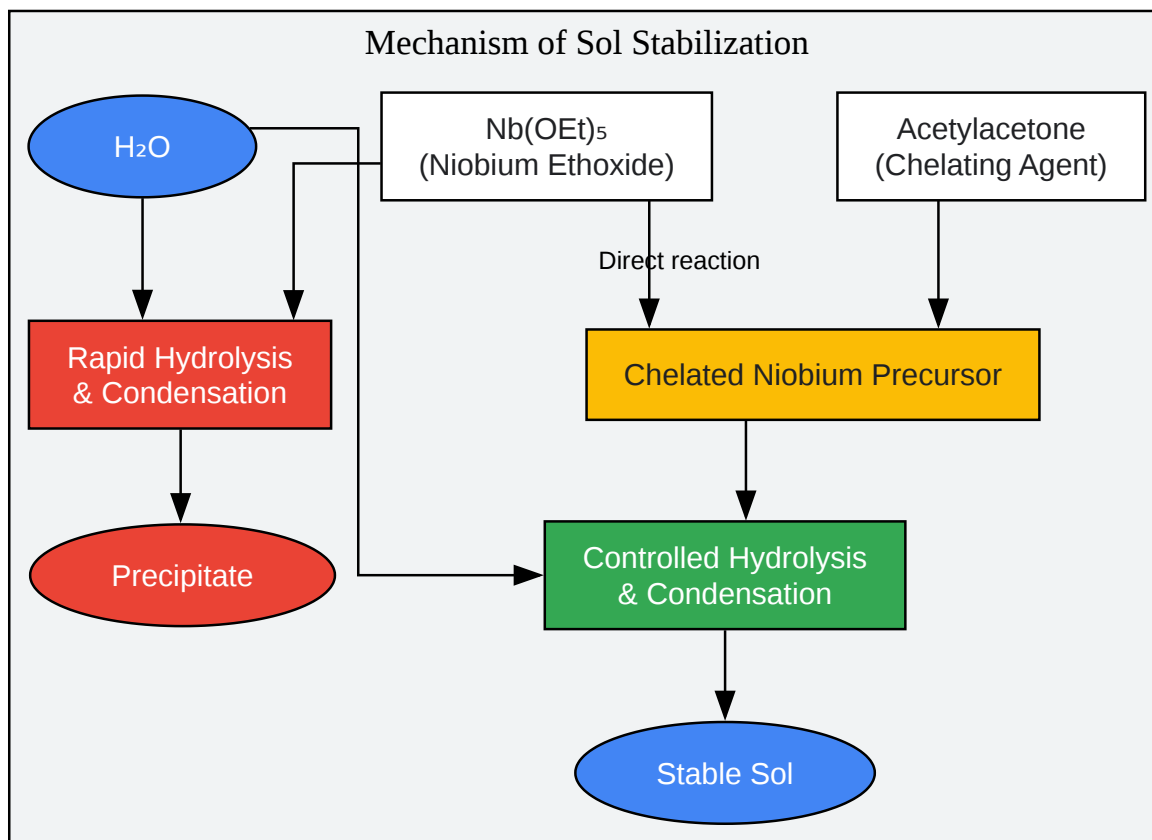 Mechanism of Sol Stabilization
H₂O
Nb(OEt)₅
(Niobium Ethoxide)
Acetylacetone
(Chelating Agent)
Direct reaction
Rapid Hydrolysis
& Condensation
Chelated Niobium Precursor
Precipitate
Controlled Hydrolysis
& Condensation
Stable Sol